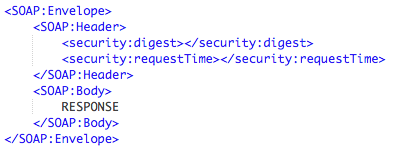 <SOAP:Envelope>
<SOAP:Header>
<security:digest></security:digest>
<security:requestTime></security:requestTime>
</SOAP:Header>
<SOAP:Body>
RESPONSE
</SOAP:Body>
</SOAP:Envelope>